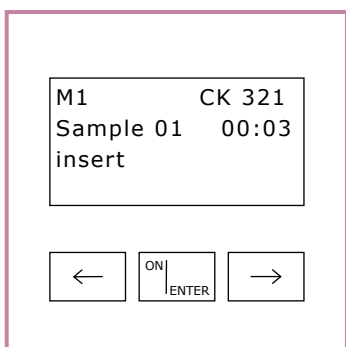 M1 CK 321
Sample 01 00:03
insert
← ON ENTER →